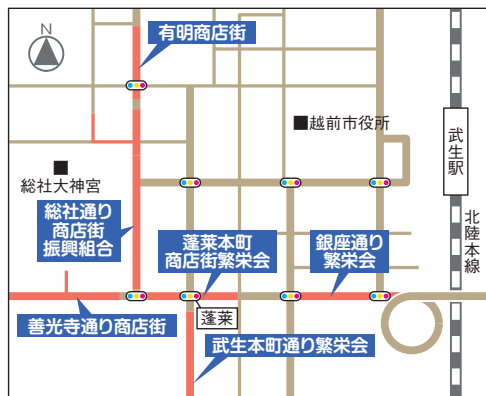 N
有明商店街
越前市役所
武生駅
総社大神宮
北陸本線
総社通り
商店街
振興組合
蓬莱本町
商店街繁栄会
銀座通り
繁栄会
善光寺通り商店街
蓬莱
武生本町通り繁栄会